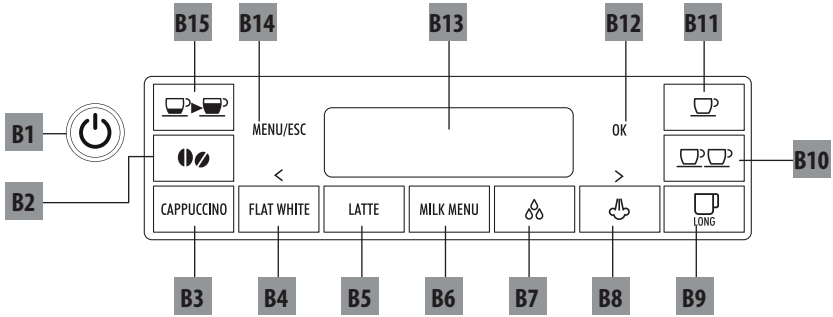 B15 B14 B13 B12 B11
B1
MENU/ESC OK
B10
< >
B2
CAPPUCCINO FLAT WHITE LATTE MILK MENU LONG
B3 B4 B5 B6 B7 B8 B9